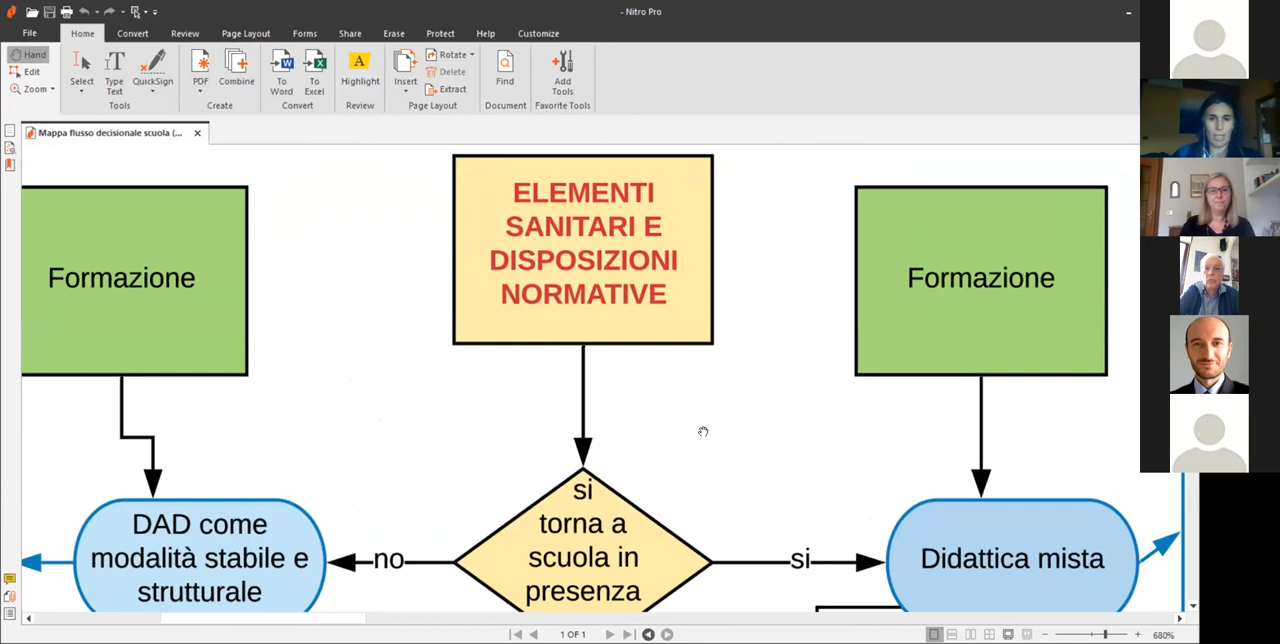 - Nitro Pro
File Home Convert Review Page Layout Forms Share Erase Protect Help Customize
Hand
Edit
Zoom
Select
Type Text
QuickSign
Tools
PDF
Combine
Create
To Word
To Excel
Convert
Highlight
Review
Insert
Rotate
Delete
Extract
Page Layout
Find
Document
Add Tools
Favorite Tools
Mappa flusso decisionale scuola (...
Formazione
ELEMENTI
SANITARI E
DISPOSIZIONI
NORMATIVE
Formazione
DAD come
modalità stabile e
strutturale
no
si
torna a
scuola in
presenza
si
Didattica mista
1 OF 1
680%